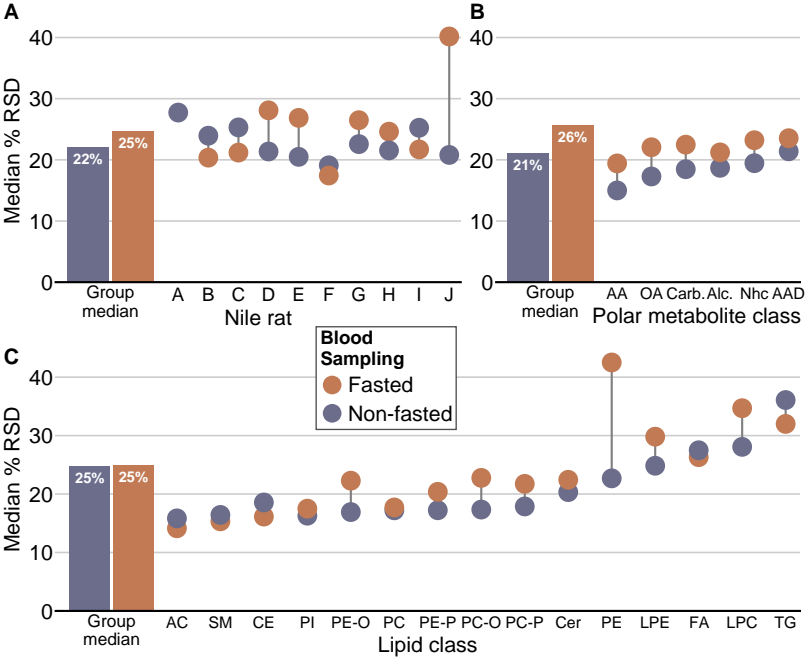 A
Median % RSD
40
30
20
10
0
22%
25%
Group
median
A B C D E F G H I J
Nile rat
B
40
30
20
10
0
21%
26%
Group
median
AA OA Carb. Alc. Nhc AAD
Polar metabolite class
Blood
Sampling
Fasted
Non-fasted
C
Median % RSD
40
30
20
10
0
25%
25%
Group
median
AC SM CE PI PE-O PC PE-P PC-O PC-P Cer PE LPE FA LPC TG
Lipid class